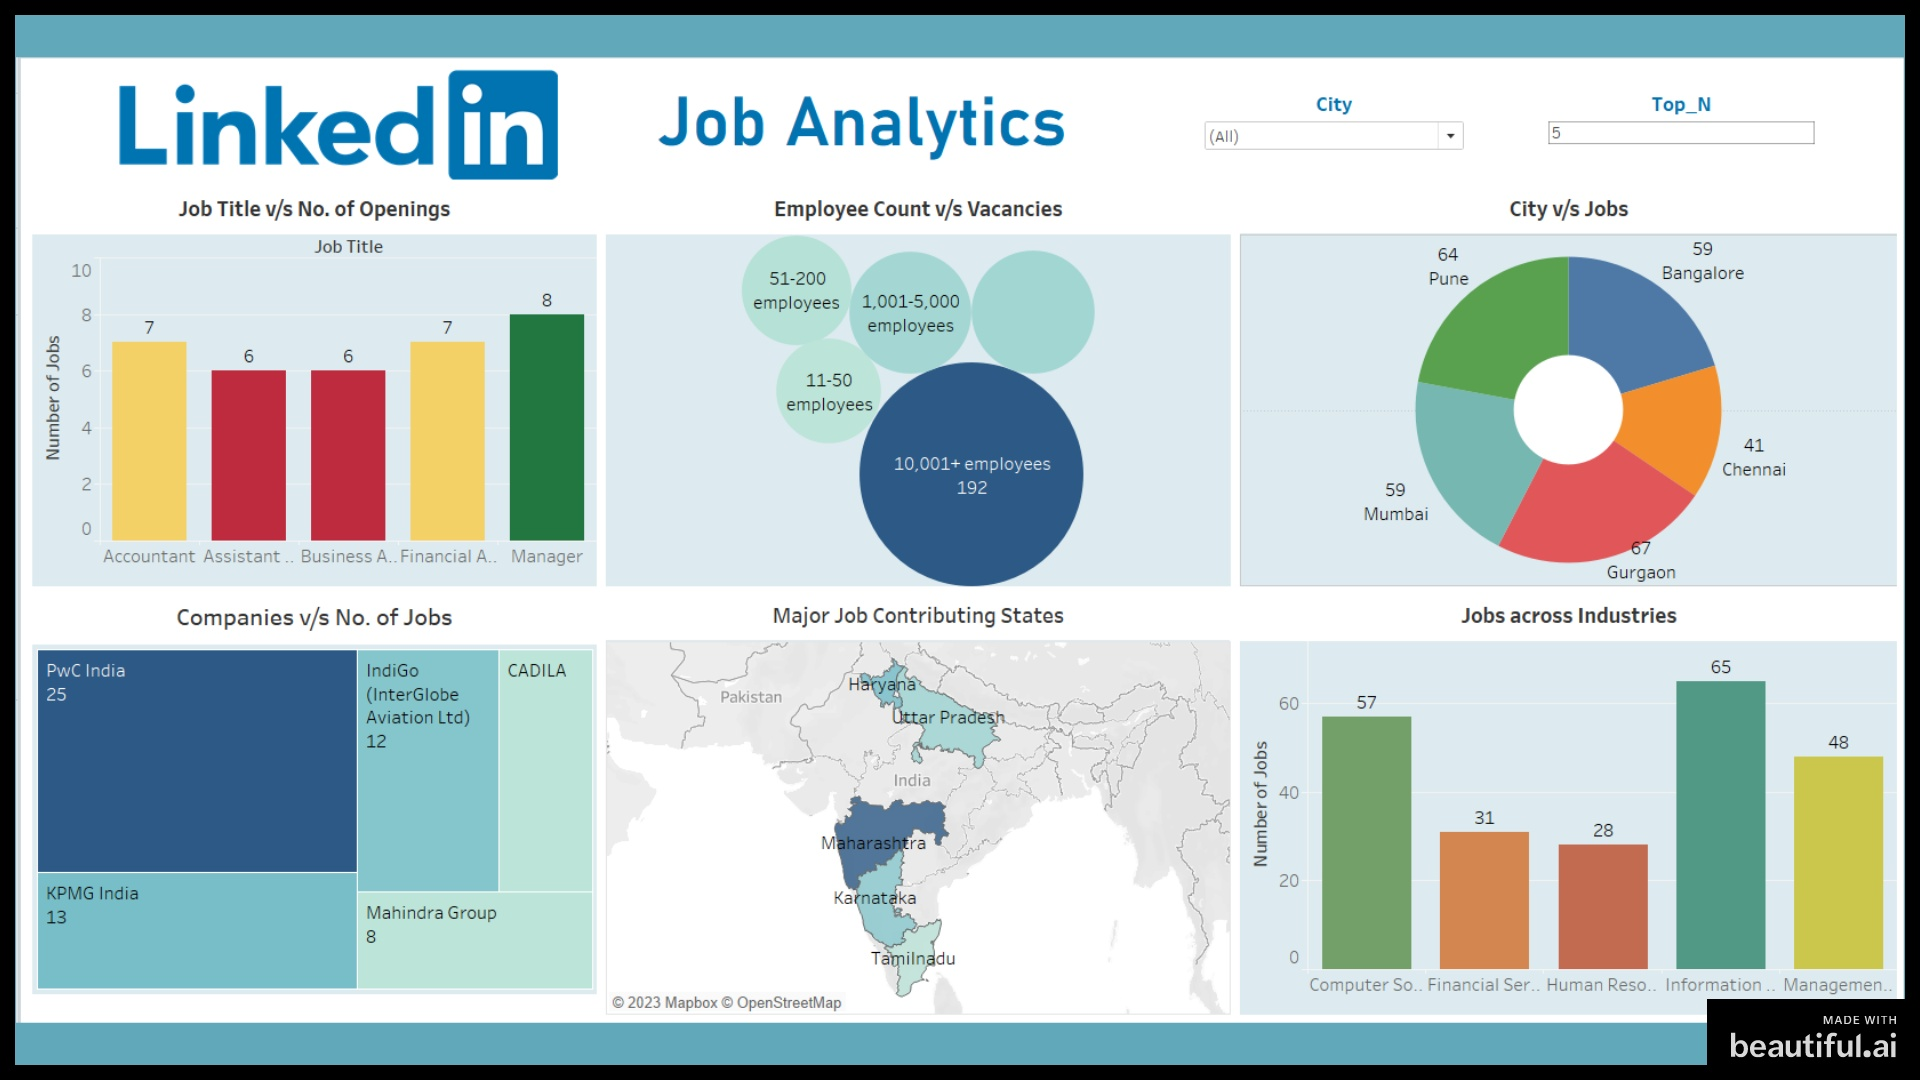 Linked in
Job Analytics
City
(All)
Top_N
5
Job Title v/s No. of Openings
Job Title
Number of Jobs
10
8
6
4
2
0
7
6
6
7
8
Accountant
Assistant ..
Business A..
Financial A..
Manager
Employee Count v/s Vacancies
51-200
employees
1,001-5,000
employees
11-50
employees
10,001+ employees
192
City v/s Jobs
64
Pune
59
Bangalore
41
Chennai
59
Mumbai
67
Gurgaon
Companies v/s No. of Jobs
PwC India
25
KPMG India
13
IndiGo
(InterGlobe
Aviation Ltd)
12
CADILA
Mahindra Group
8
Major Job Contributing States
Pakistan
Haryana
Uttar Pradesh
India
Maharashtra
Karnataka
Tamilnadu
© 2023 Mapbox © OpenStreetMap
Jobs across Industries
Number of Jobs
60
40
20
0
57
31
28
65
48
Computer So..
Financial Ser..
Human Reso..
Information ..
Managemen..
MADE WITH
beautiful.ai